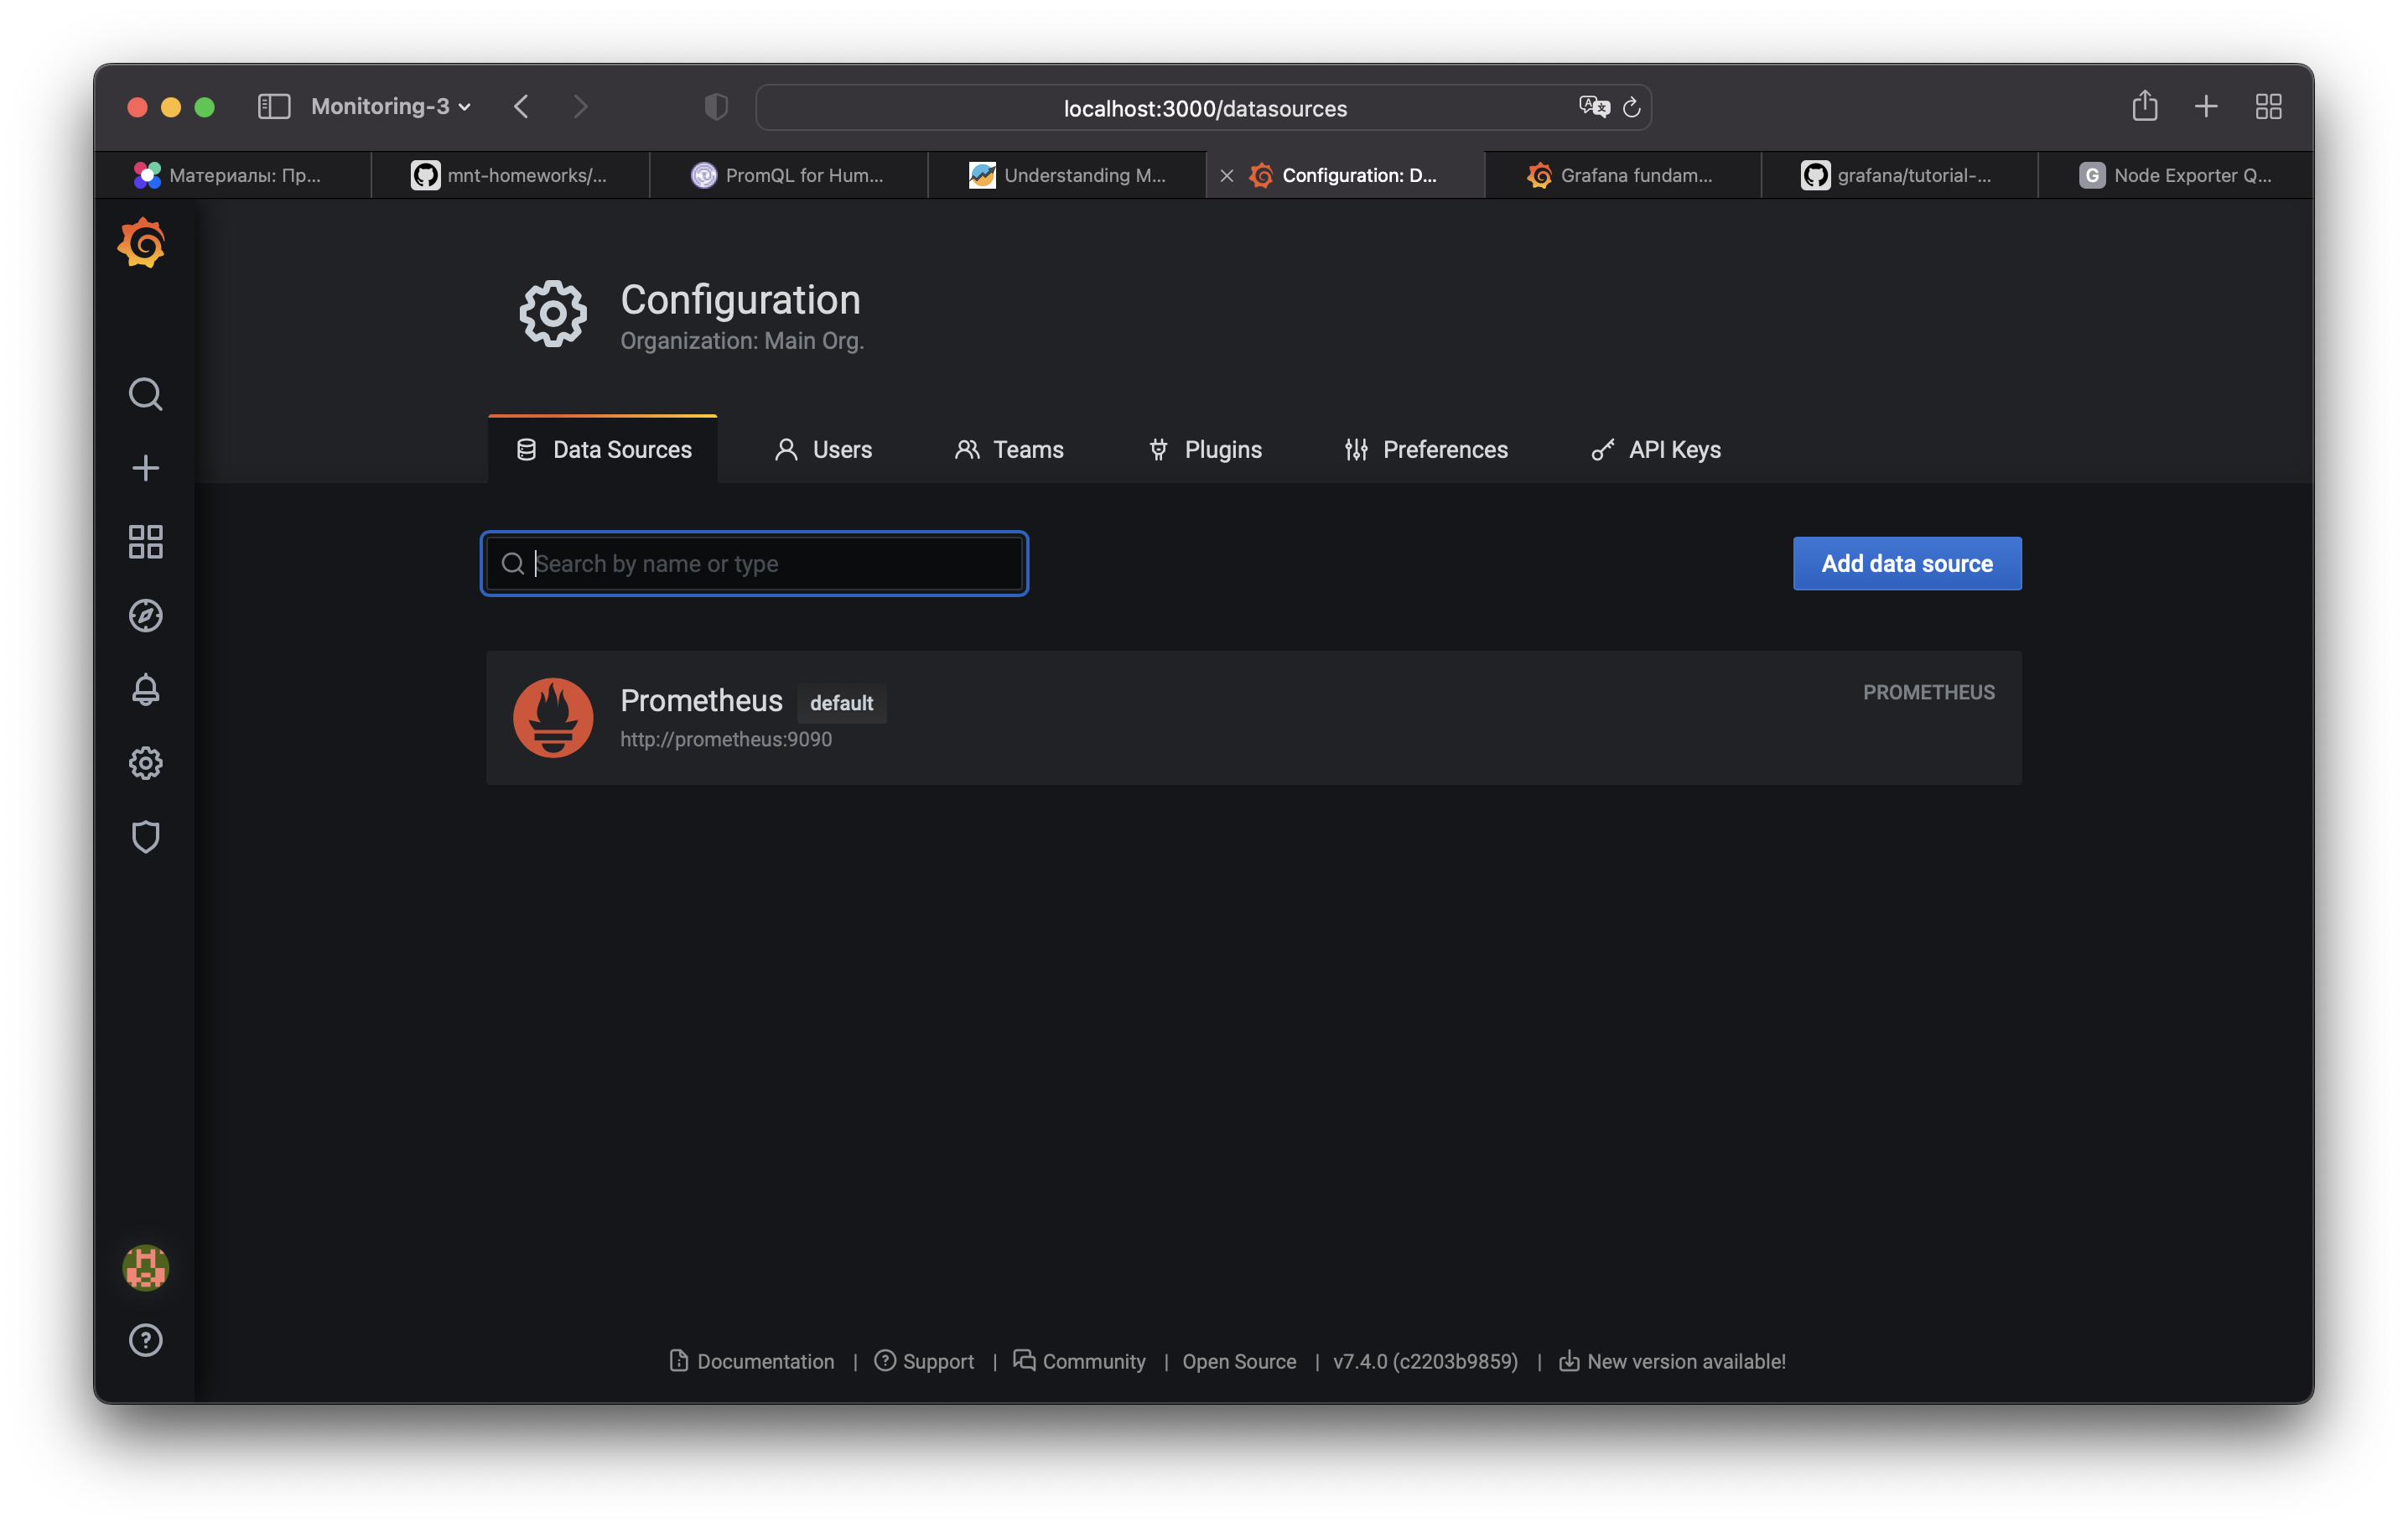 Monitoring-3
localhost:3000/datasources
Материалы: Пр...
mnt-homeworks/...
PromQL for Hum...
Understanding M...
Configuration: D...
Grafana fundam...
grafana/tutorial-...
G Node Exporter Q...
Configuration
Organization: Main Org.
Data Sources
Users
Teams
Plugins
Preferences
API Keys
Search by name or type
Add data source
Prometheus default
PROMETHEUS
http://prometheus:9090
Documentation | Support | Community | Open Source | v7.4.0 (c2203b9859) | New version available!